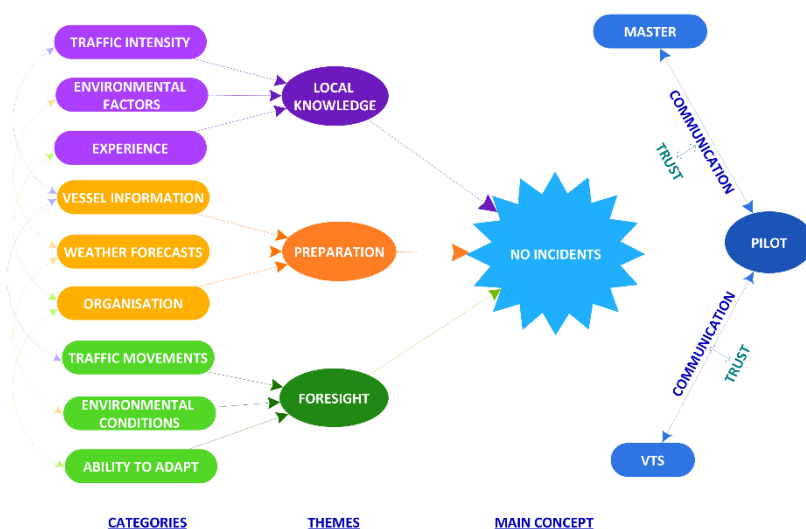 TRAFFIC INTENSITY
ENVIRONMENTAL
FACTORS
EXPERIENCE
VESSEL INFORMATION
WEATHER FORECASTS
ORGANISATION
TRAFFIC MOVEMENTS
ENVIRONMENTAL
CONDITIONS
ABILITY TO ADAPT
LOCAL
KNOWLEDGE
PREPARATION
FORESIGHT
NO INCIDENTS
MASTER
COMMUNICATION
TRUST
PILOT
COMMUNICATION
TRUST
VTS
CATEGORIES
THEMES
MAIN CONCEPT